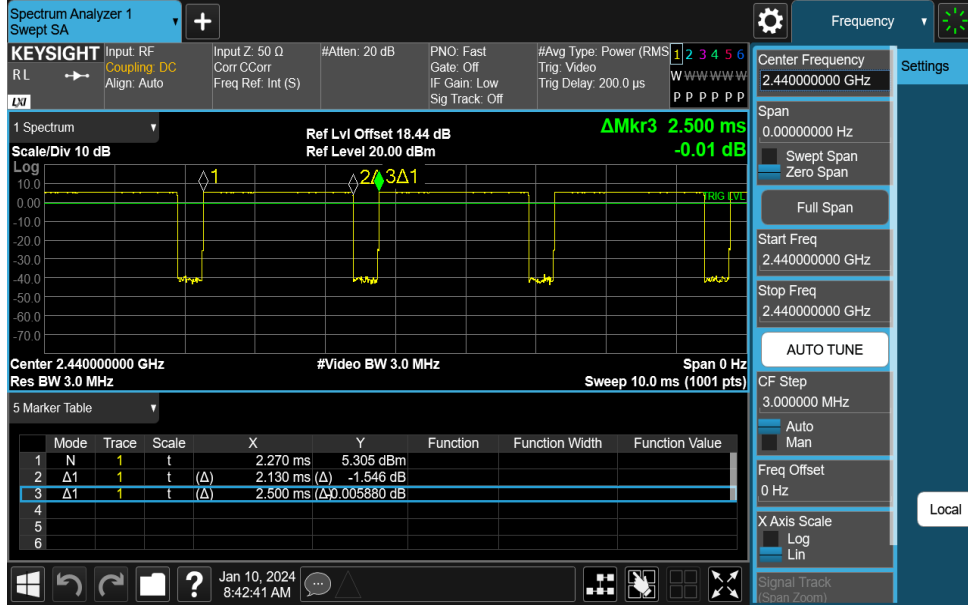 Spectrum Analyzer 1
Swept SA
+
Frequency
KEYSIGHT
R L
LXI
Input: RF
Coupling: DC
Align: Auto
Input Z: 50 Ω
Corr CCorr
Freq Ref: Int (S)
#Atten: 20 dB
PNO: Fast
Gate: Off
IF Gain: Low
Sig Track: Off
#Avg Type: Power (RMS
Trig: Video
Trig Delay: 200.0 µs
1 2 3 4 5 6
W W W W W W
P P P P P P
1 Spectrum
Scale/Div 10 dB
Ref Lvl Offset 18.44 dB
Ref Level 20.00 dBm
ΔMkr3 2.500 ms
-0.01 dB
Log
10.0
0.00
-10.0
-20.0
-30.0
-40.0
-50.0
-60.0
-70.0
1
2Δ
3Δ1
TRIG LVL
Center 2.440000000 GHz
#Video BW 3.0 MHz
Span 0 Hz
Res BW 3.0 MHz
Sweep 10.0 ms (1001 pts)
5 Marker Table
Mode Trace Scale X Y Function Function Width Function Value
1 N 1 t 2.270 ms 5.305 dBm
2 Δ1 1 t (Δ) 2.130 ms (Δ) -1.546 dB
3 Δ1 1 t (Δ) 2.500 ms (Δ) -0.005880 dB
4
5
6
?
Jan 10, 2024
8:42:41 AM
Center Frequency
2.440000000 GHz
Span
0.00000000 Hz
Swept Span
Zero Span
Full Span
Start Freq
2.440000000 GHz
Stop Freq
2.440000000 GHz
AUTO TUNE
CF Step
3.000000 MHz
Auto
Man
Freq Offset
0 Hz
X Axis Scale
Log
Lin
Signal Track
(Span Zoom)
Settings
Local